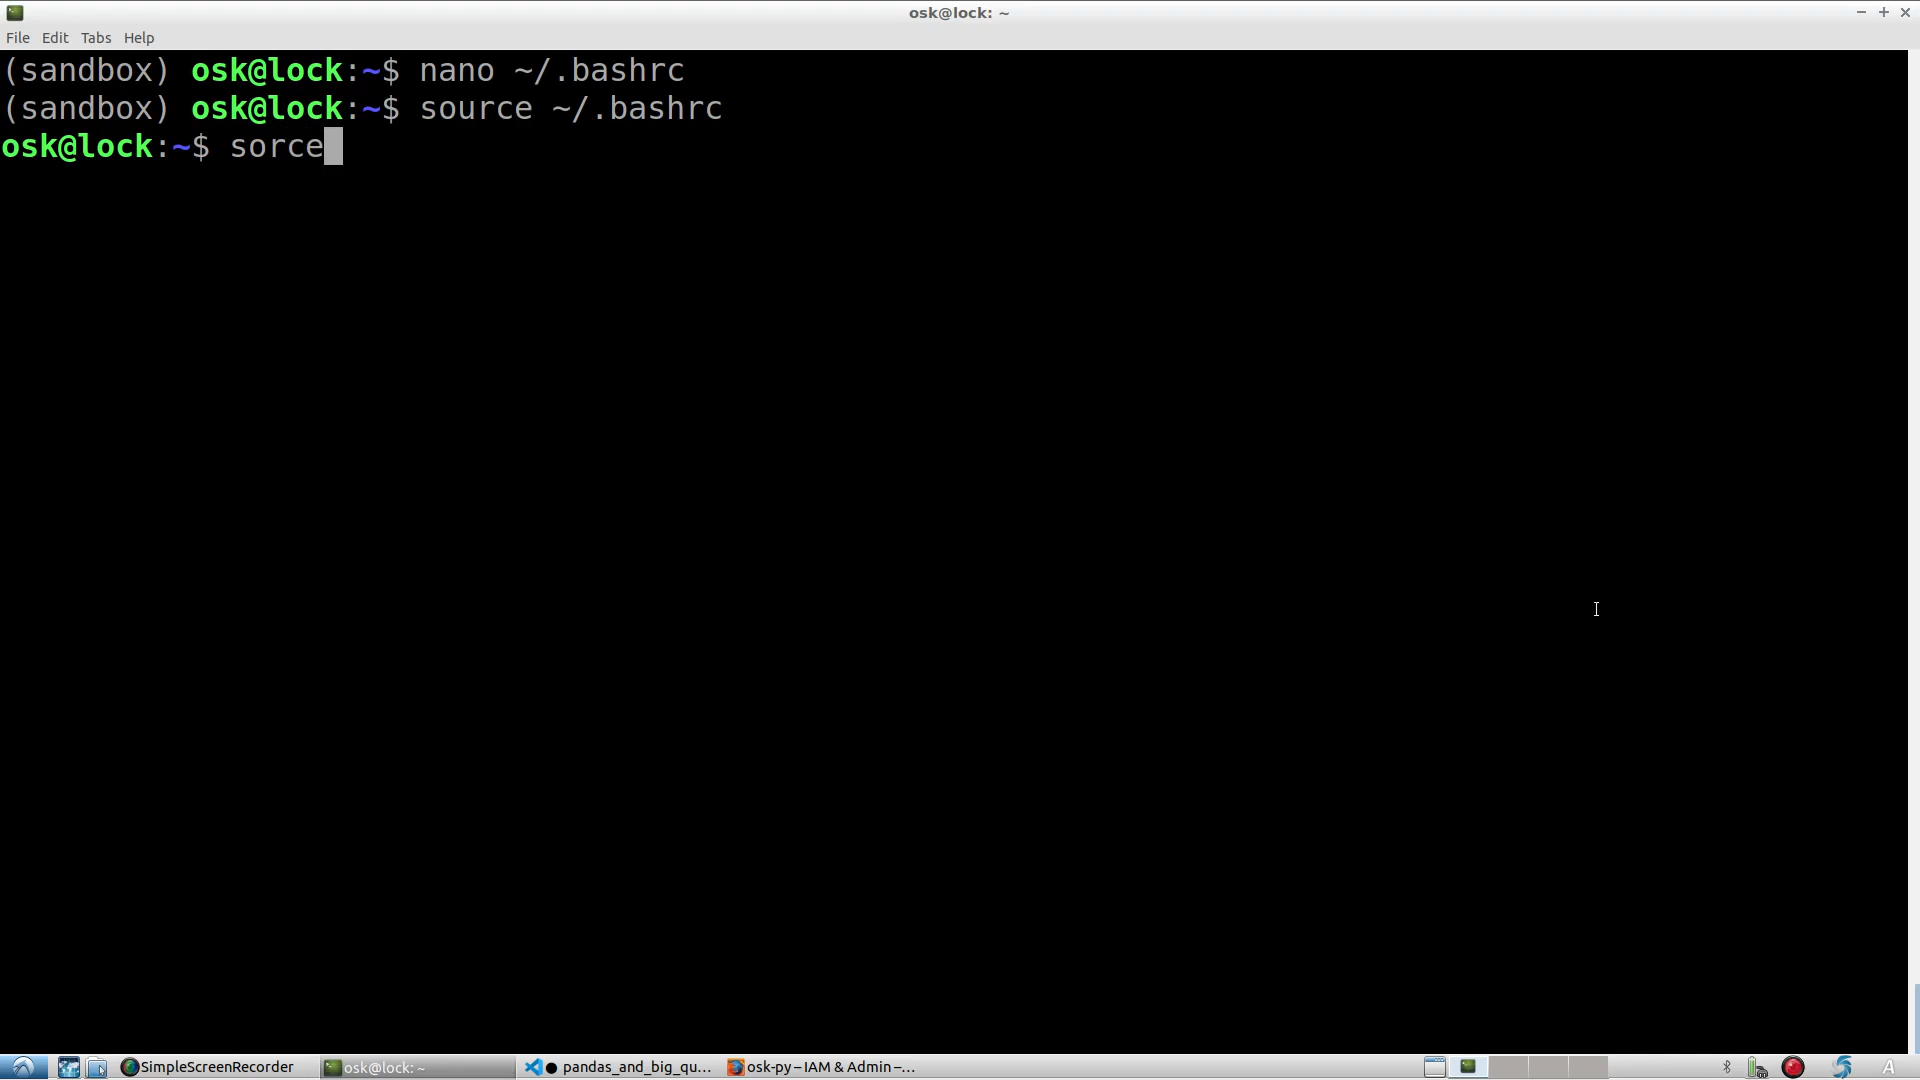 osk@lock: ~
File Edit Tabs Help
(sandbox) osk@lock:~$ nano ~/.bashrc
(sandbox) osk@lock:~$ source ~/.bashrc
osk@lock:~$ sorce
SimpleScreenRecorder
osk@lock: ~
● pandas_and_big_qu...
osk-py – IAM & Admin –...
A